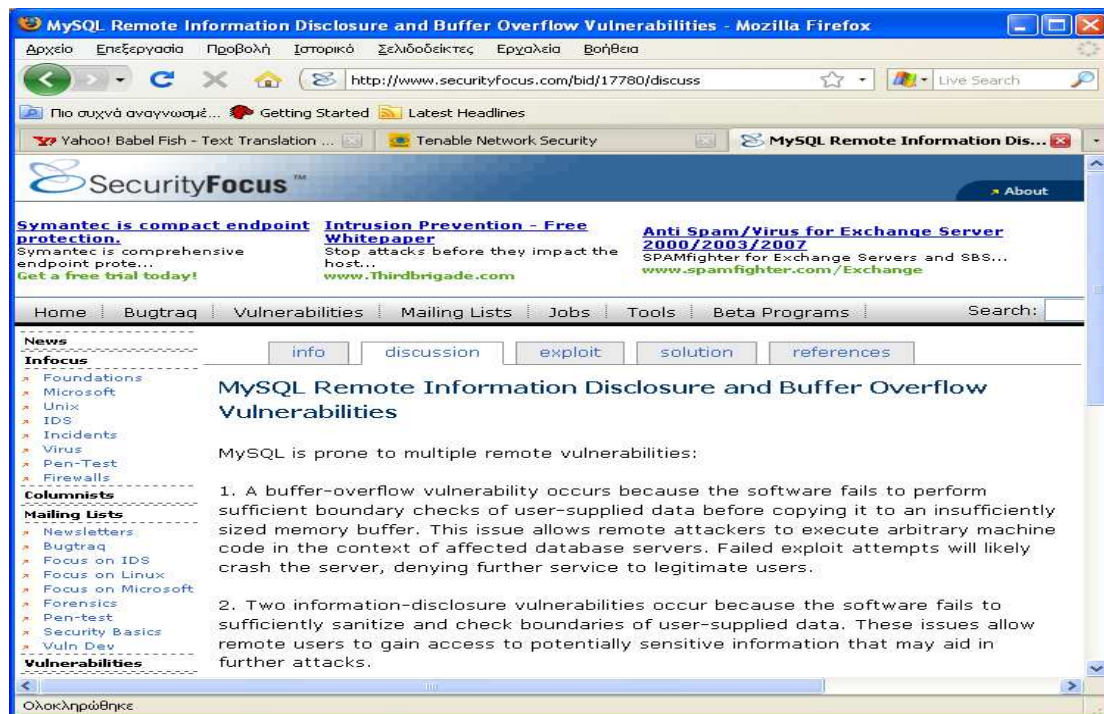 MySQL Remote Information Disclosure and Buffer Overflow Vulnerabilities - Mozilla Firefox
Αρχείο Επεξεργασία Προβολή Ιστορικό Σελιδοδείκτες Εργαλεία Βοήθεια
http://www.securityfocus.com/bid/17780/discuss
Live Search
Πιο συχνά αναγνωσμέ... Getting Started Latest Headlines
Yahoo! Babel Fish - Text Translation ... Tenable Network Security MySQL Remote Information Dis...
SecurityFocus ™
About
Symantec is compact endpoint protection.
Symantec is comprehensive
endpoint prote...
Get a free trial today!
Intrusion Prevention - Free
Whitepaper
Stop attacks before they impact the
host...
www.Thirdbrigade.com
Anti Spam/Virus for Exchange Server
2000/2003/2007
SPAMfighter for Exchange Servers and SBS...
www.spamfighter.com/Exchange
Home Bugtraq Vulnerabilities Mailing Lists Jobs Tools Beta Programs Search:
News
Infocus
Foundations
Microsoft
Unix
IDS
Incidents
Virus
Pen-Test
Firewalls
Columnists
Mailing Lists
Newsletters
Bugtraq
Focus on IDS
Focus on Linux
Focus on Microsoft
Forensics
Pen-test
Security Basics
Vuln Dev
Vulnerabilities
info discussion exploit solution references
MySQL Remote Information Disclosure and Buffer Overflow
Vulnerabilities
MySQL is prone to multiple remote vulnerabilities:
1. A buffer-overflow vulnerability occurs because the software fails to perform
sufficient boundary checks of user-supplied data before copying it to an insufficiently
sized memory buffer. This issue allows remote attackers to execute arbitrary machine
code in the context of affected database servers. Failed exploit attempts will likely
crash the server, denying further service to legitimate users.
2. Two information-disclosure vulnerabilities occur because the software fails to
sufficiently sanitize and check boundaries of user-supplied data. These issues allow
remote users to gain access to potentially sensitive information that may aid in
further attacks.
Ολοκληρώθηκε